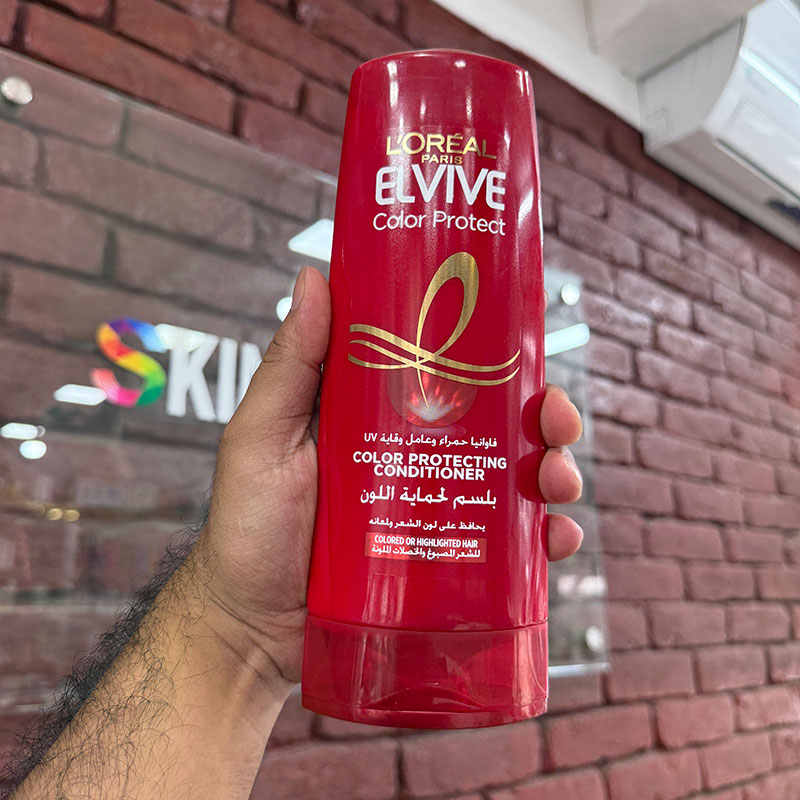 L'ORÉAL
PARIS
ELVIVE
Color Protect
فاوانيا حمراء وعامل وقاية UV
COLOR PROTECTING
CONDITIONER
بلسم لحماية اللون
يحافظ على لون الشعر ولمعانه
COLORED OR HIGHLIGHTED HAIR
للشعر المصبوغ والخصلات الملونة
SKIN